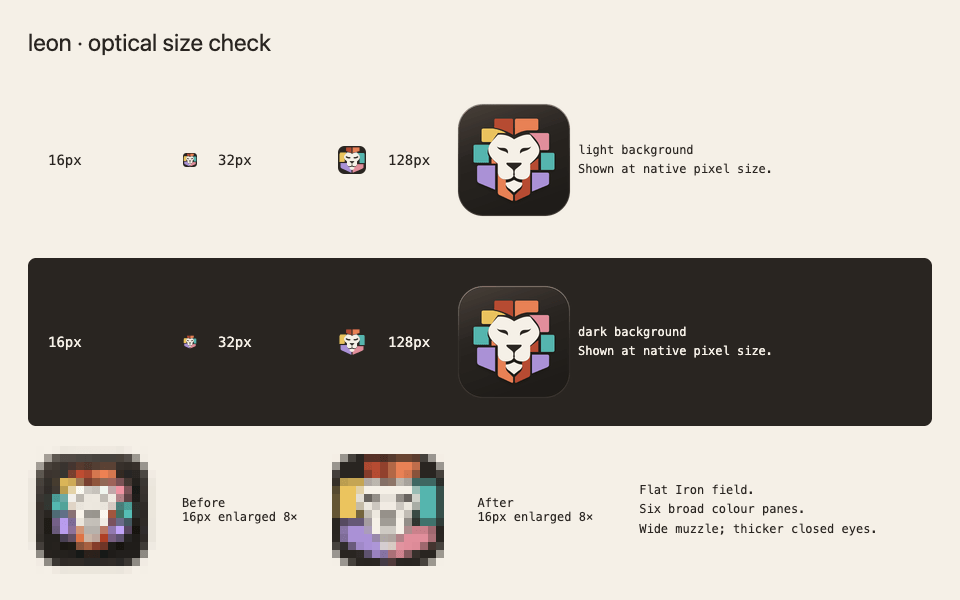 leon · optical size check
16px
32px
128px
light background
Shown at native pixel size.
16px
32px
128px
dark background
Shown at native pixel size.
Before
16px enlarged 8×
After
16px enlarged 8×
Flat Iron field.
Six broad colour panes.
Wide muzzle; thicker closed eyes.